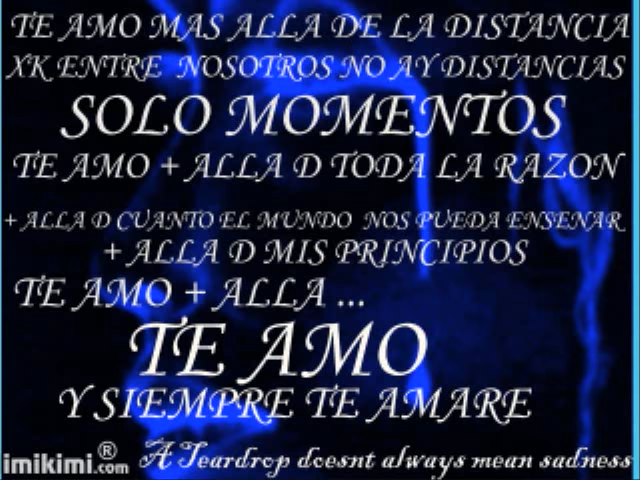 TE AMO MAS ALLA DE LA DISTANCIA
XK ENTRE NOSOTROS NO AY DISTANCIAS
SOLO MOMENTOS
TE AMO + ALLA D TODA LA RAZON
+ ALLA D CUANTO EL MUNDO NOS PUEDA ENSENAR
+ ALLA D MIS PRINCIPIOS
TE AMO + ALLA ...
TE AMO
Y SIEMPRE TE AMARE
A Teardrop doesnt always mean sadness
imikimi®.com